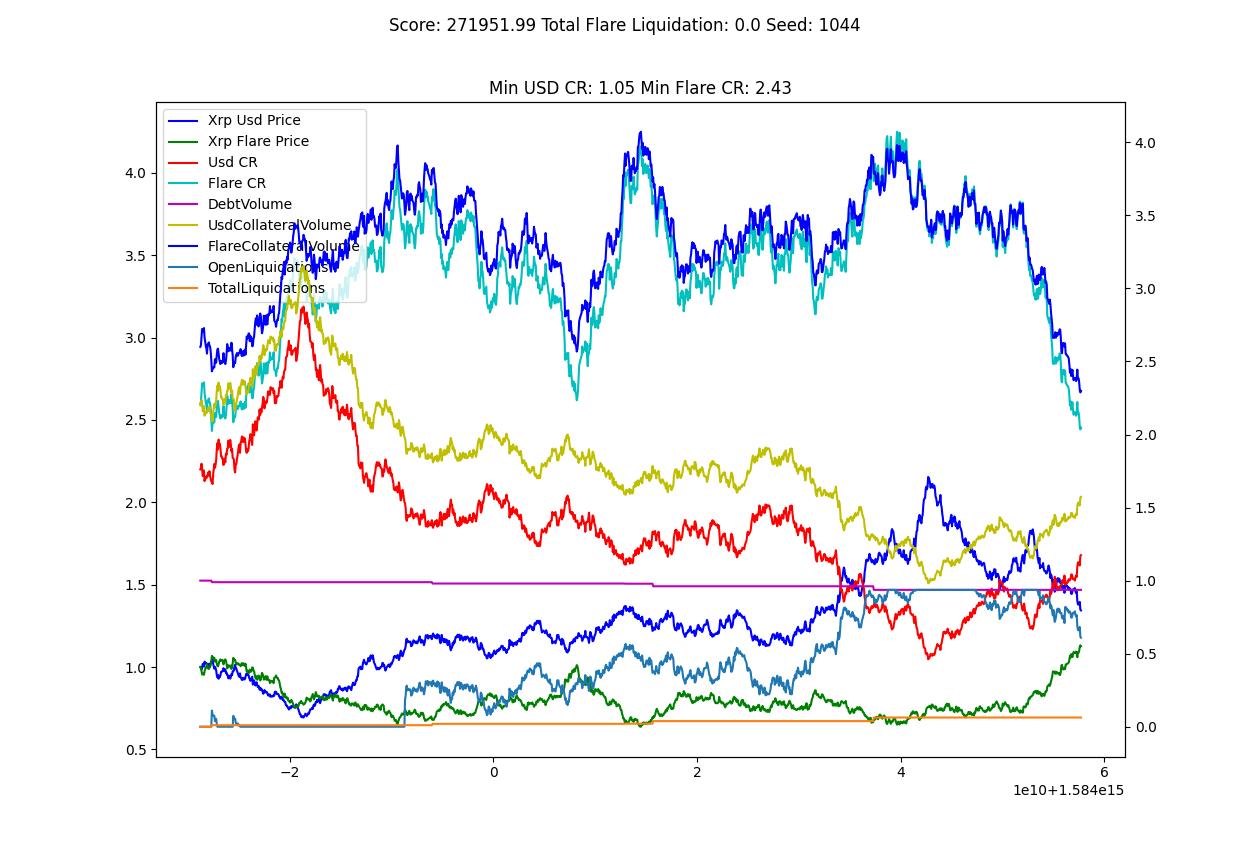 Score: 271951.99 Total Flare Liquidation: 0.0 Seed: 1044
Min USD CR: 1.05 Min Flare CR: 2.43
Xrp Usd Price
Xrp Flare Price
Usd CR
Flare CR
DebtVolume
UsdCollateralVolume
FlareCollateralVolume
OpenLiquidations
TotalLiquidations
4.0
3.5
3.0
2.5
2.0
1.5
1.0
0.5
4.0
3.5
3.0
2.5
2.0
1.5
1.0
0.5
0.0
−2 0 2 4 6
1e10+1.584e15